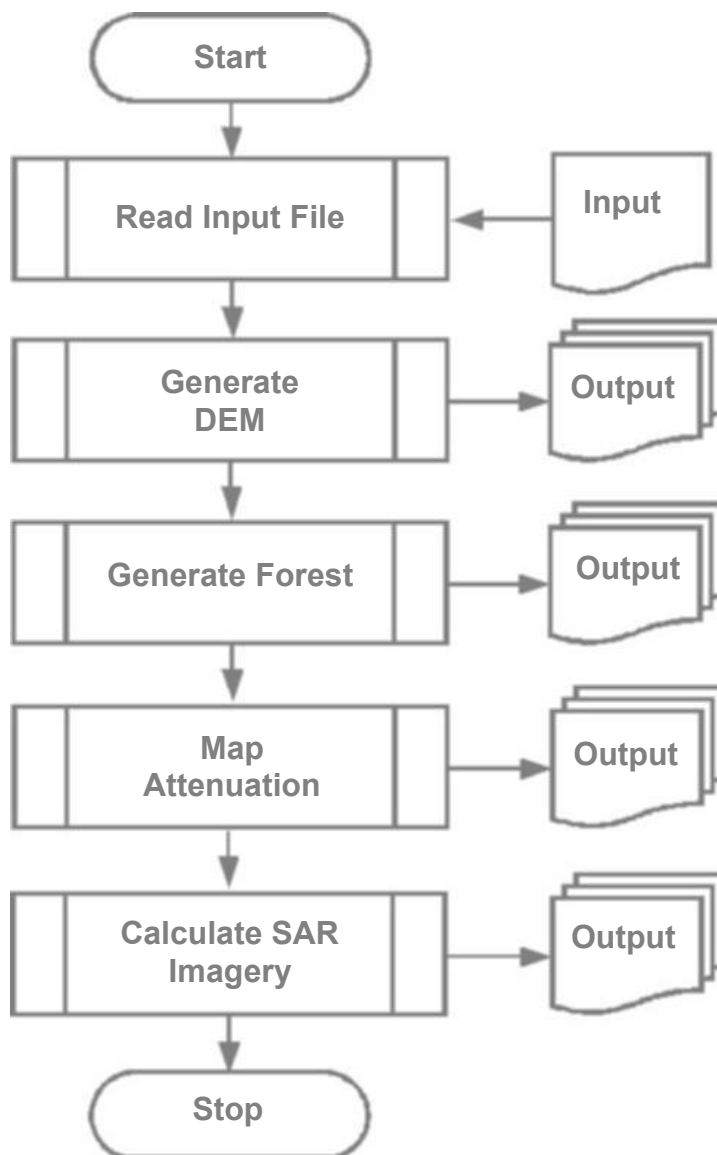 Start
Read Input File
Input
Generate
DEM
Output
Generate Forest
Output
Map
Attenuation
Output
Calculate SAR
Imagery
Output
Stop